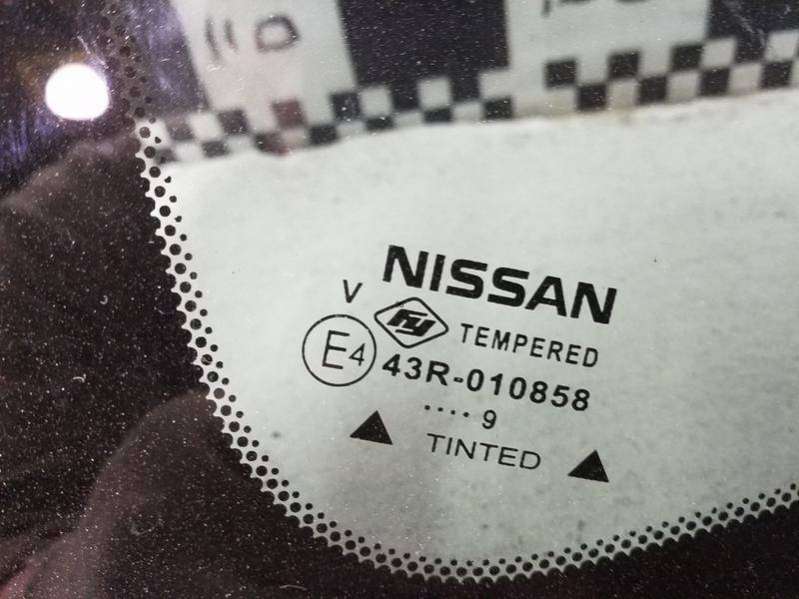 NISSAN
V
TEMPERED
E4 43R-010858
.... 9
TINTED